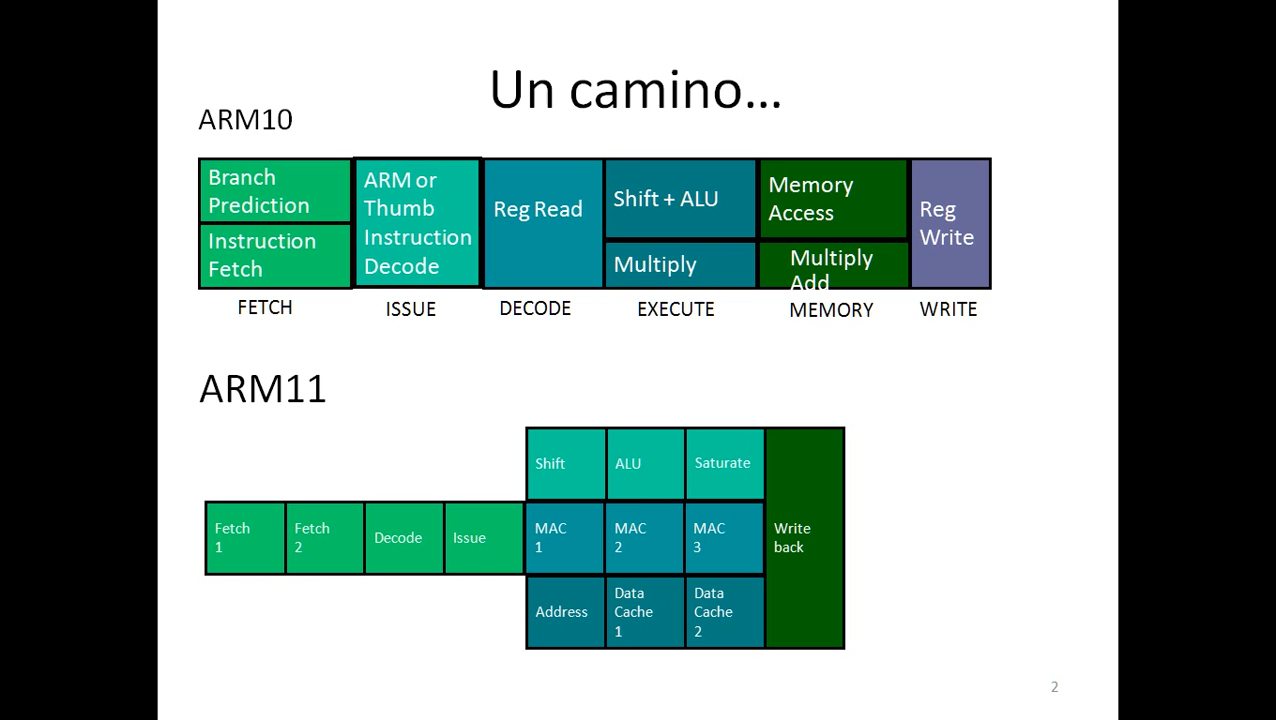 Un camino...
ARM10
Branch
Prediction
Instruction
Fetch
ARM or
Thumb
Instruction
Decode
Reg Read
Shift + ALU
Multiply
Memory
Access
Multiply
Add
Reg
Write
FETCH
ISSUE
DECODE
EXECUTE
MEMORY
WRITE
ARM11
Fetch
1
Fetch
2
Decode
Issue
Shift
ALU
Saturate
MAC
1
MAC
2
MAC
3
Address
Data
Cache
1
Data
Cache
2
Write
back
2